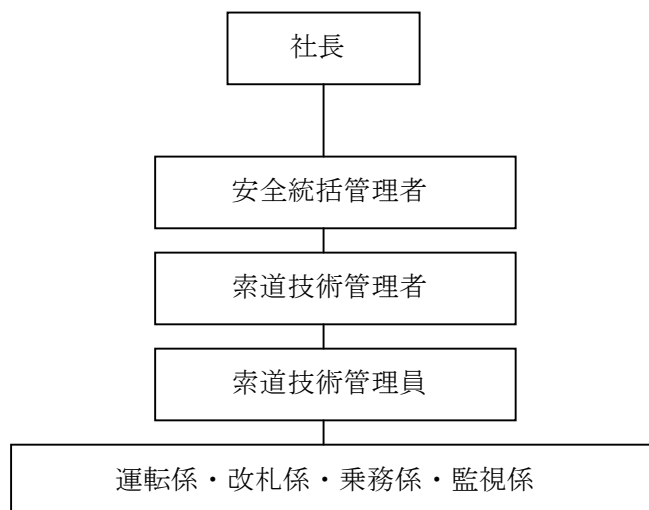 社長
安全統括管理者
索道技術管理者
索道技術管理員
運転係・改札係・乗務係・監視係